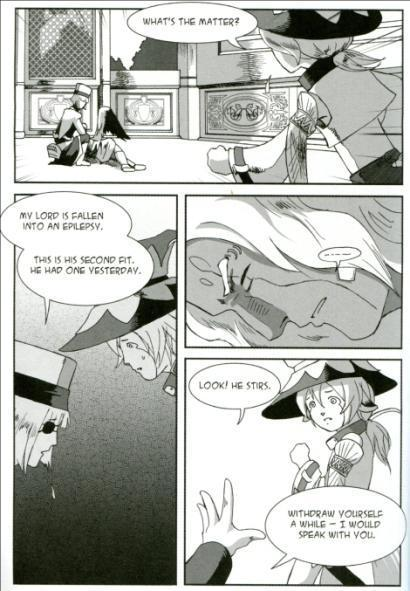 WHAT'S THE MATTER?
MY LORD IS FALLEN
INTO AN EPILEPSY.
THIS IS HIS SECOND FIT.
HE HAD ONE YESTERDAY.
LOOK! HE STIRS.
WITHDRAW YOURSELF
A WHILE – I WOULD
SPEAK WITH YOU.